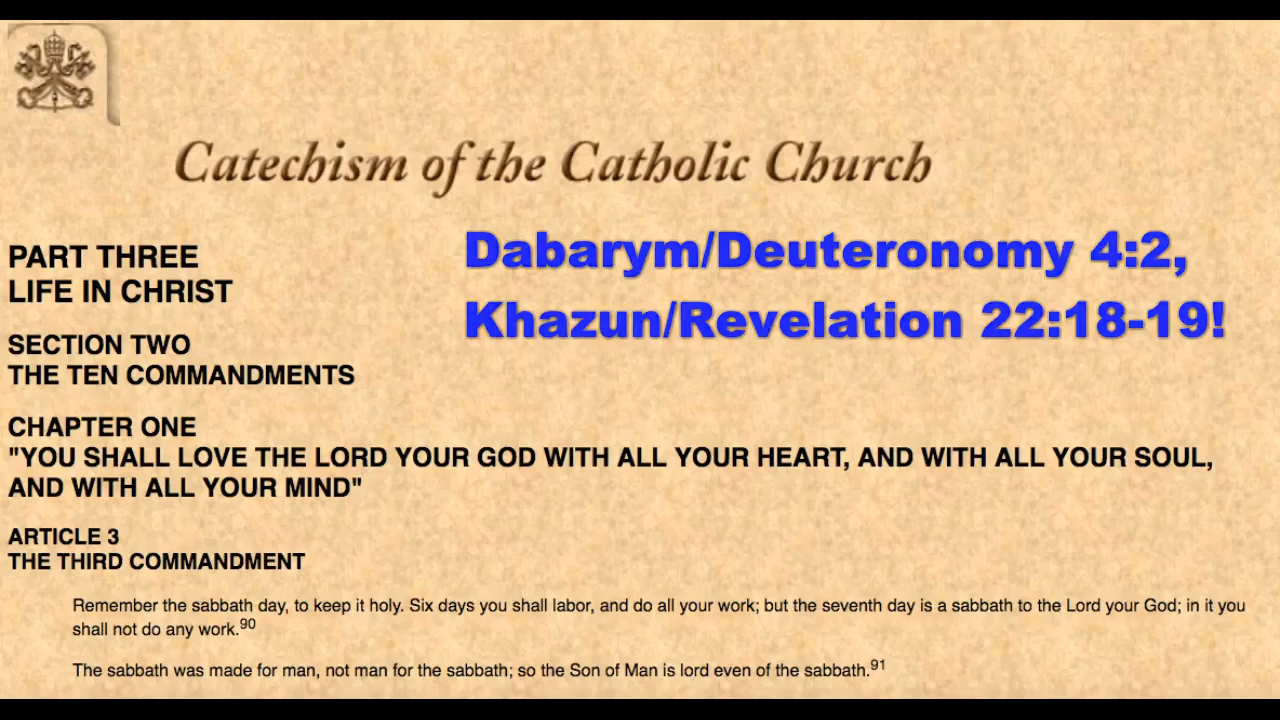 Catechism of the Catholic Church
Dabarym/Deuteronomy 4:2,
Khazun/Revelation 22:18-19!
PART THREE
LIFE IN CHRIST
SECTION TWO
THE TEN COMMANDMENTS
CHAPTER ONE
"YOU SHALL LOVE THE LORD YOUR GOD WITH ALL YOUR HEART, AND WITH ALL YOUR SOUL,
AND WITH ALL YOUR MIND"
ARTICLE 3
THE THIRD COMMANDMENT
Remember the sabbath day, to keep it holy. Six days you shall labor, and do all your work; but the seventh day is a sabbath to the Lord your God; in it you
shall not do any work.90
The sabbath was made for man, not man for the sabbath; so the Son of Man is lord even of the sabbath.91